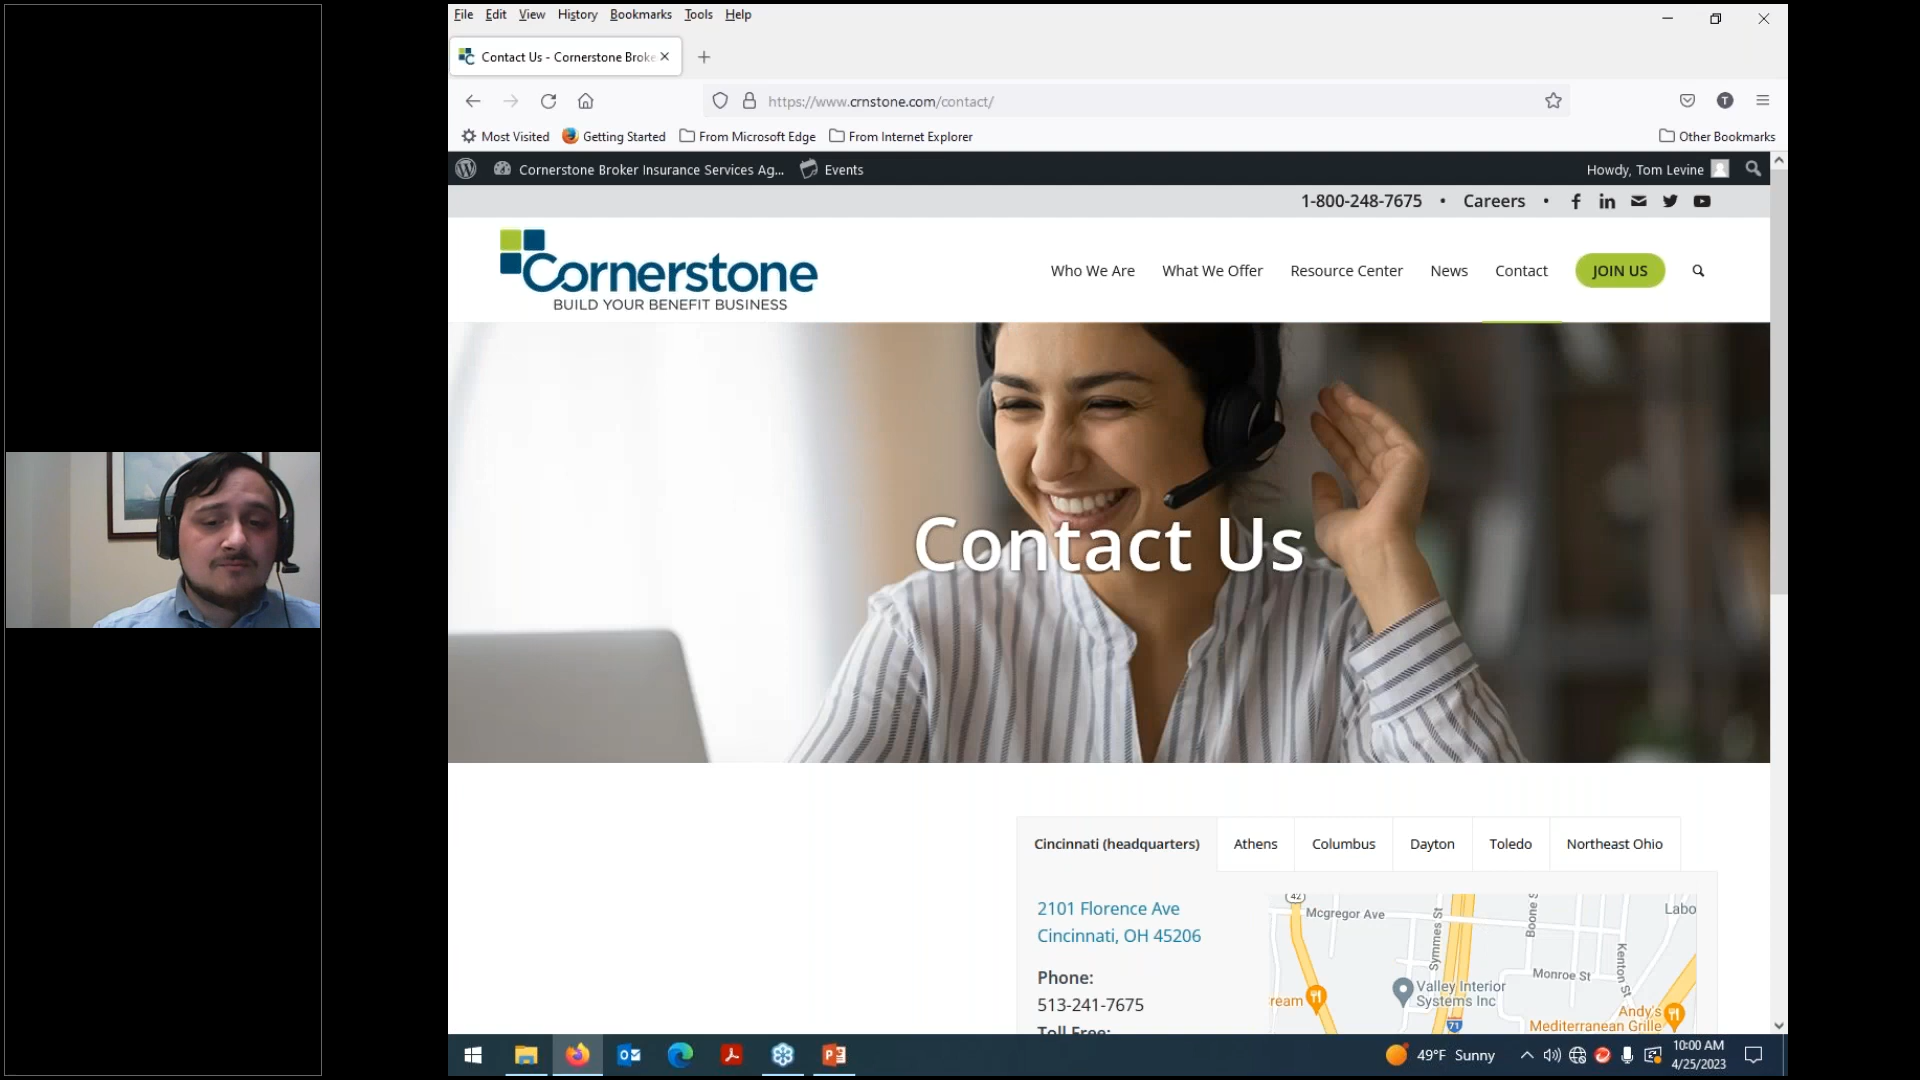 File Edit View History Bookmarks Tools Help
Contact Us - Cornerstone Broke
https://www.crnstone.com/contact/
T
Most Visited Getting Started From Microsoft Edge From Internet Explorer Other Bookmarks
Cornerstone Broker Insurance Services Ag... Events Howdy, Tom Levine
1-800-248-7675 • Careers •
Cornerstone
BUILD YOUR BENEFIT BUSINESS
Who We Are What We Offer Resource Center News Contact JOIN US
Contact Us
Cincinnati (headquarters) Athens Columbus Dayton Toledo Northeast Ohio
2101 Florence Ave
Cincinnati, OH 45206
Phone:
513-241-7675
Toll Free:
42
Mcgregor Ave
Symmes St
Boone S
Labo
Kenton St
Monroe St
Valley Interior
Systems Inc
ream
71
Andy's
Mediterranean Grille
49°F Sunny
10:00 AM
4/25/2023